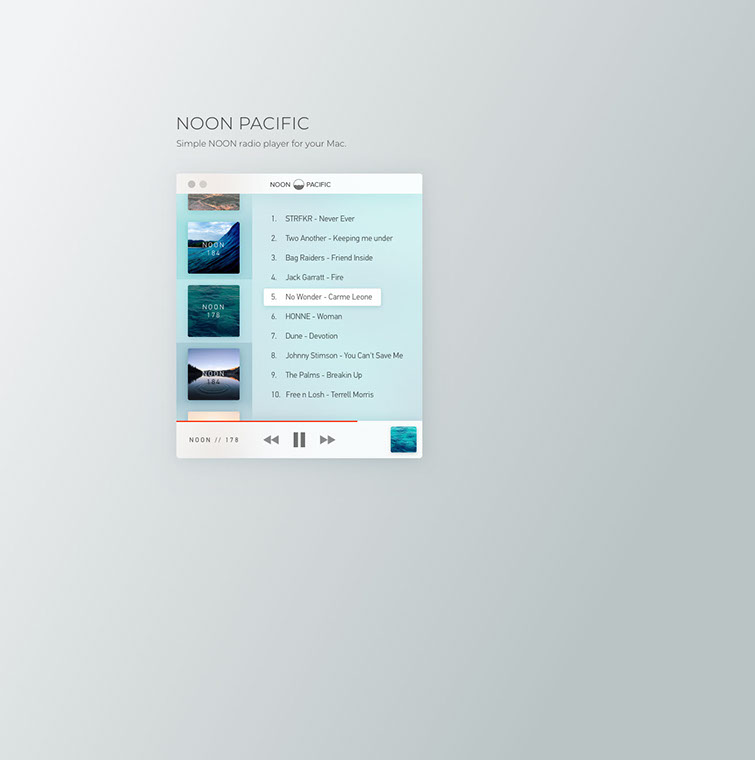 NOON PACIFIC
Simple NOON radio player for your Mac.
NOON PACIFIC
NOON
184
NOON
178
NOON
184
1. STRFKR - Never Ever
2. Two Another - Keeping me under
3. Bag Raiders - Friend Inside
4. Jack Garratt - Fire
5. No Wonder - Carme Leone
6. HONNE - Woman
7. Dune - Devotion
8. Johnny Stimson - You Can't Save Me
9. The Palms - Breakin Up
10. Free n Losh - Terrell Morris
NOON // 178